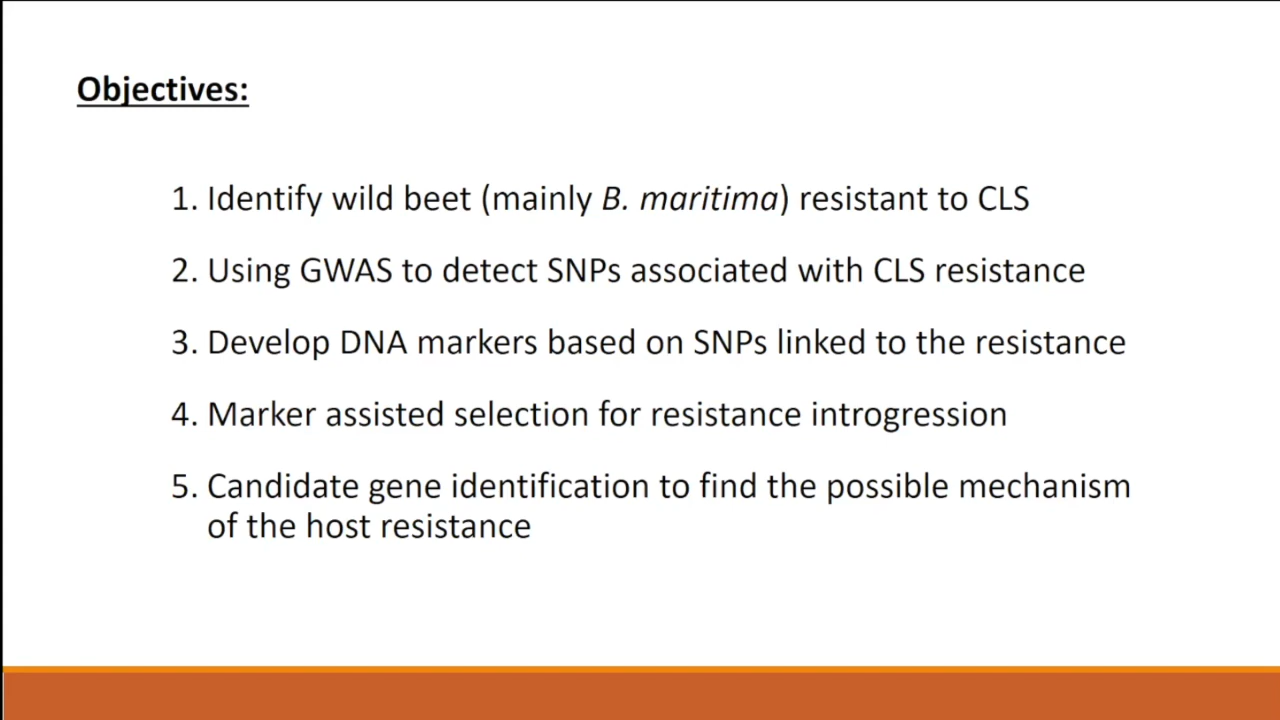 Objectives:
1. Identify wild beet (mainly B. maritima) resistant to CLS
2. Using GWAS to detect SNPs associated with CLS resistance
3. Develop DNA markers based on SNPs linked to the resistance
4. Marker assisted selection for resistance introgression
5. Candidate gene identification to find the possible mechanism
of the host resistance